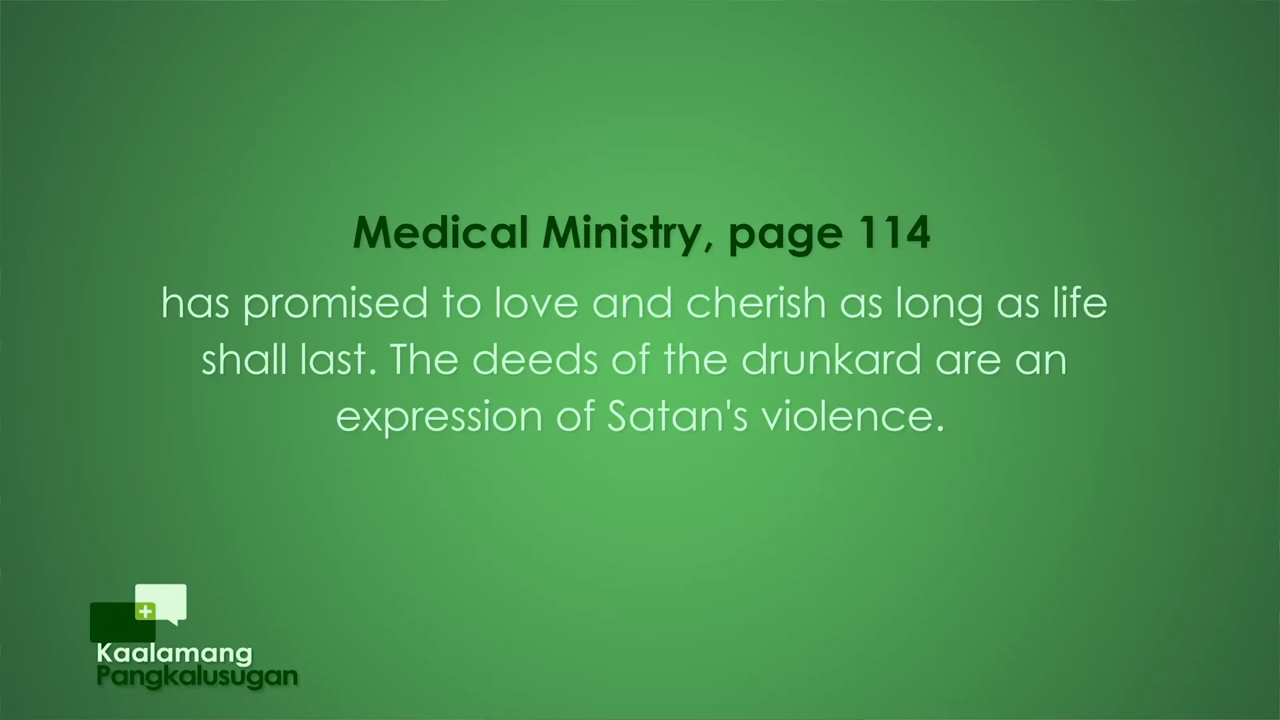 Medical Ministry, page 114
has promised to love and cherish as long as life
shall last. The deeds of the drunkard are an
expression of Satan's violence.
Kaalamang
Pangkalusugan